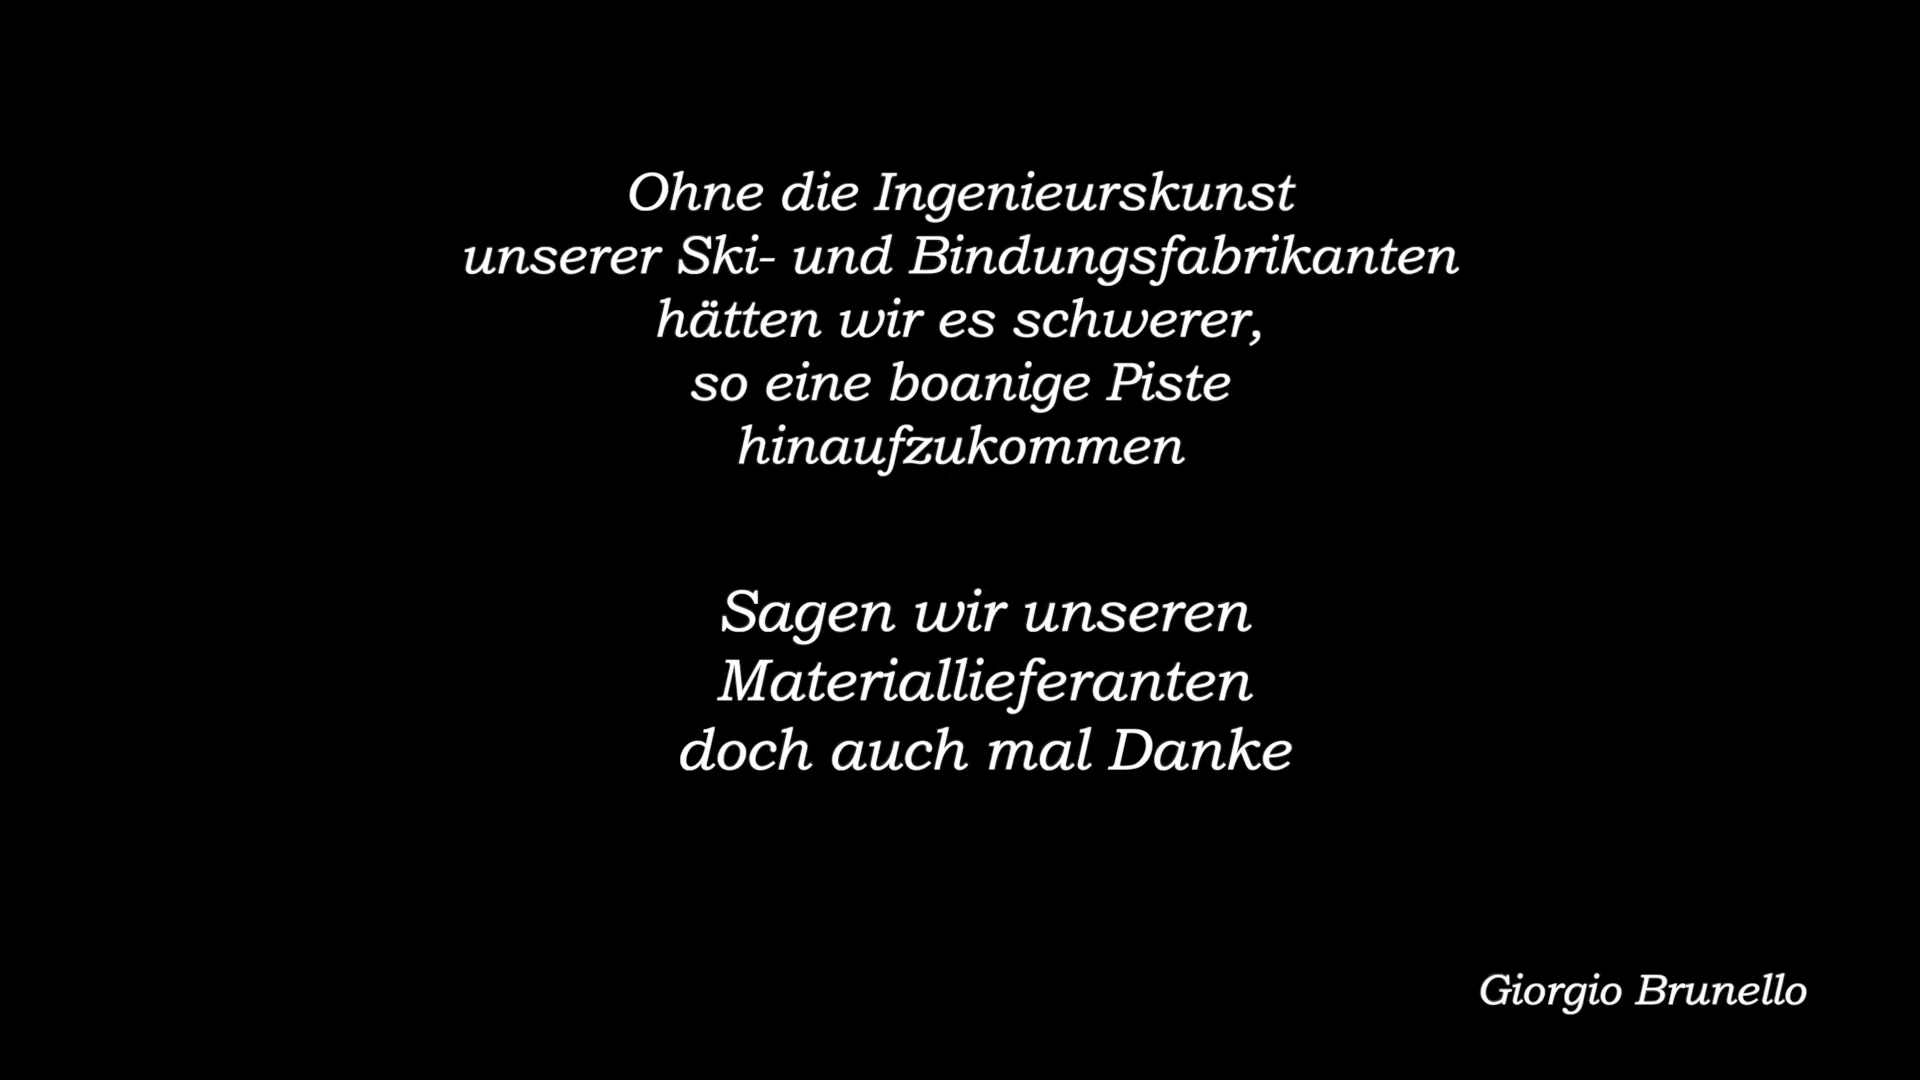 Ohne die Ingenieurskunst
unserer Ski- und Bindungsfabrikanten
hätten wir es schwerer,
so eine boanige Piste
hinaufzukommen
Sagen wir unseren
Materiallieferanten
doch auch mal Danke
Giorgio Brunello